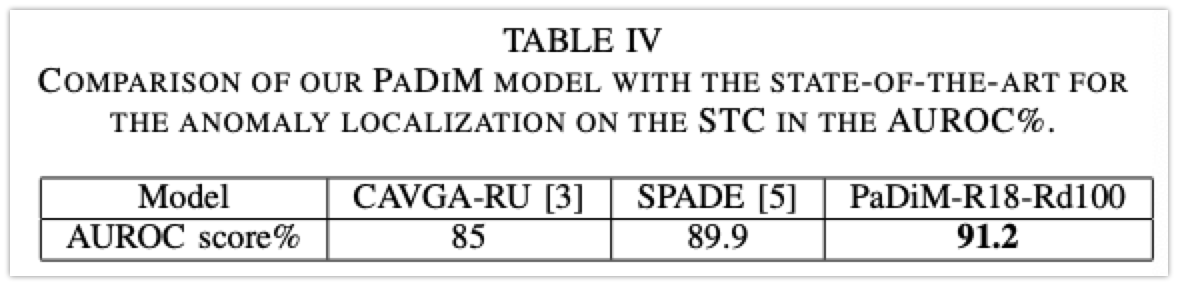 TABLE IV
COMPARISON OF OUR PADIM MODEL WITH THE STATE-OF-THE-ART FOR
THE ANOMALY LOCALIZATION ON THE STC IN THE AUROC%.
Model CAVGA-RU [3] SPADE [5] PaDiM-R18-Rd100
AUROC score% 85 89.9 91.2